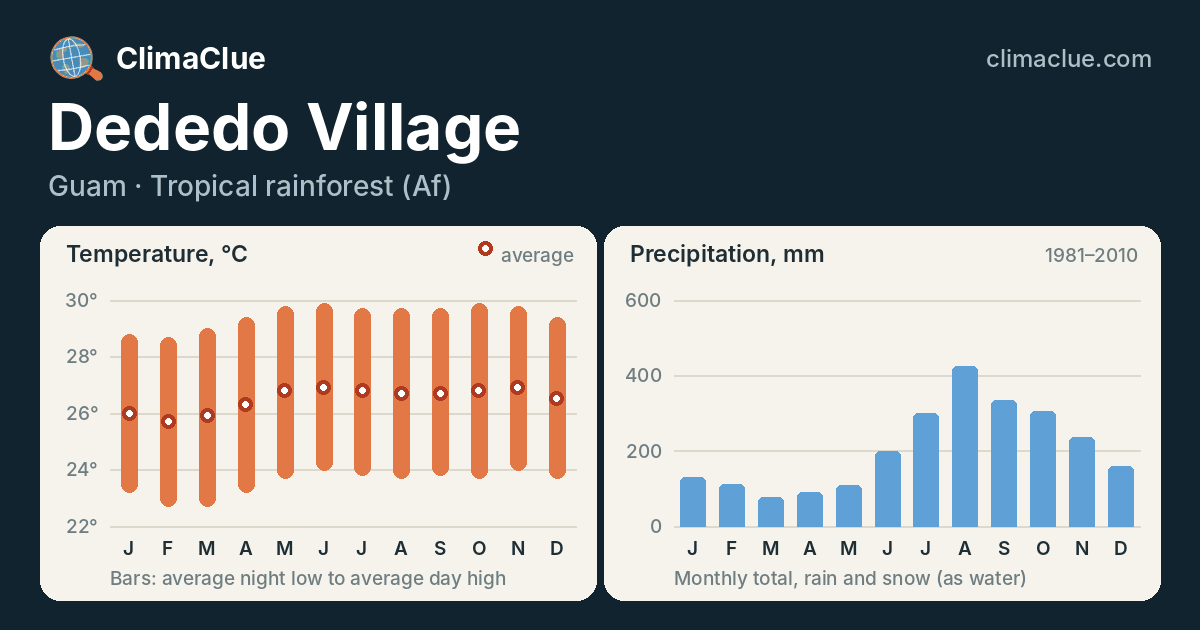 ClimaClue
climaclue.com
Dededo Village
Guam · Tropical rainforest (Af)
Temperature, °C
average
30°
28°
26°
24°
22°
J F M A M J J A S O N D
Bars: average night low to average day high
Precipitation, mm
1981–2010
600
400
200
0
J F M A M J J A S O N D
Monthly total, rain and snow (as water)